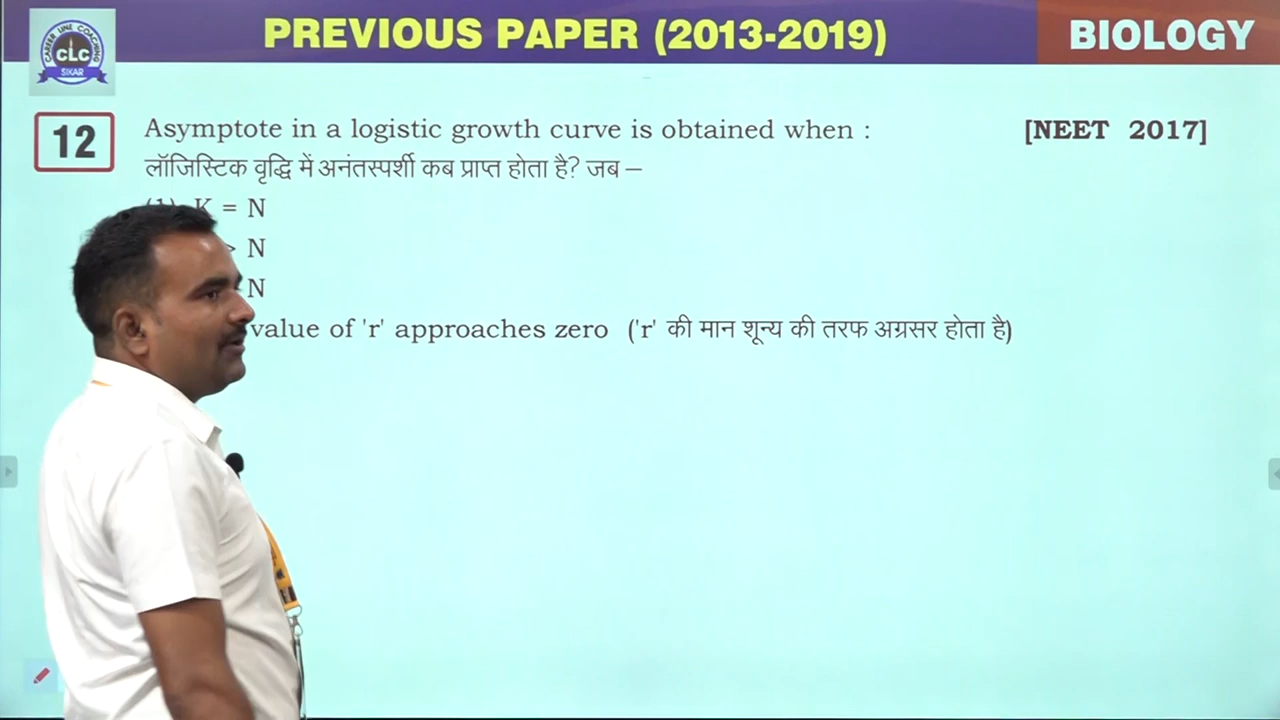 PREVIOUS PAPER (2013-2019)
BIOLOGY
CAREER LINE COACHING
CLC
SIKAR
12
Asymptote in a logistic growth curve is obtained when :
[NEET 2017]
लॉजिस्टिक वृद्धि में अनंतस्पर्शी कब प्राप्त होता है? जब –
(1) K = N
> N
N
value of 'r' approaches zero ('r' की मान शून्य की तरफ अग्रसर होता है)